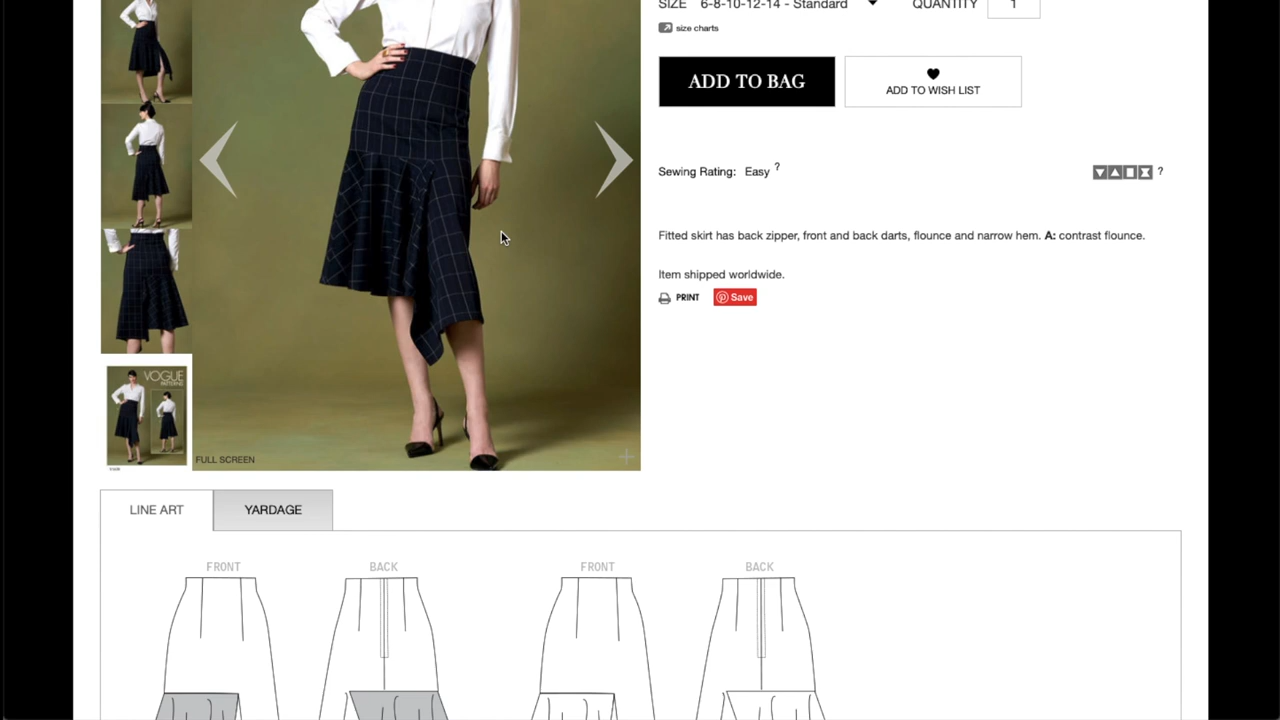 SIZE 6-8-10-12-14 - Standard QUANTITY 1
size charts
ADD TO BAG
ADD TO WISH LIST
Sewing Rating: Easy ? ?
Fitted skirt has back zipper, front and back darts, flounce and narrow hem. A: contrast flounce.
Item shipped worldwide.
PRINT Save
VOGUE
PATTERNS
FULL SCREEN
LINE ART YARDAGE
FRONT BACK FRONT BACK